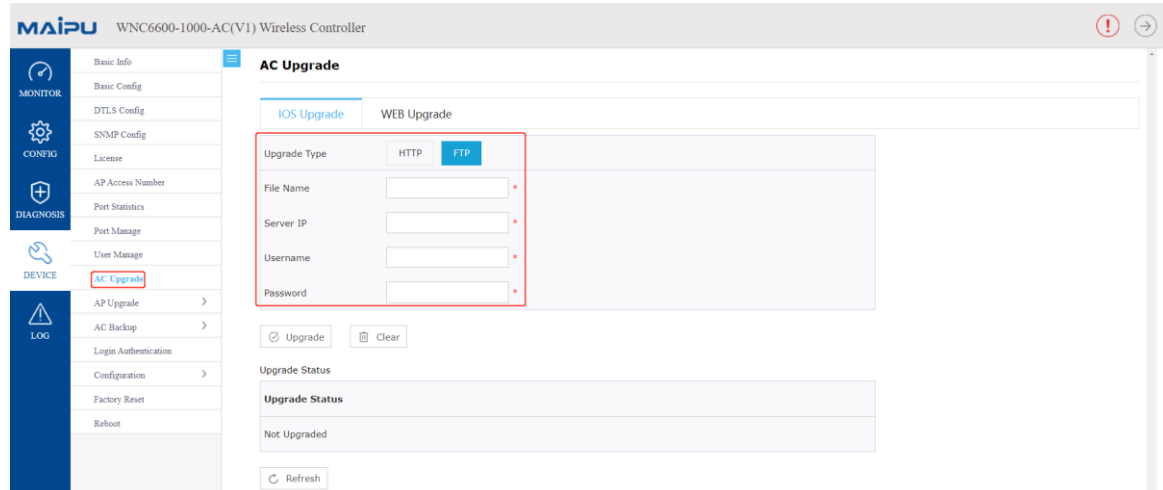 MAIPU WNC6600-1000-AC(V1) Wireless Controller
MONITOR
CONFIG
DIAGNOSIS
DEVICE
LOG
Basic Info
Basic Config
DTLS Config
SNMP Config
License
AP Access Number
Port Statistics
Port Manage
User Manage
AC Upgrade
AP Upgrade
AC Backup
Login Authentication
Configuration
Factory Reset
Reboot
AC Upgrade
IOS Upgrade WEB Upgrade
Upgrade Type HTTP FTP
File Name *
Server IP *
Username *
Password *
Upgrade Clear
Upgrade Status
Upgrade Status
Not Upgraded
Refresh